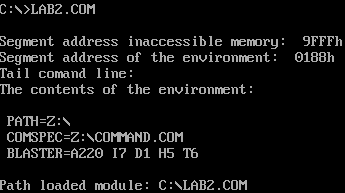 C:\>LAB2.COM
Segment address inaccessible memory:  9FFFh
Segment address of the environment:  0188h
Tail comand line:
The contents of the environment:
PATH=Z:\
COMSPEC=Z:\COMMAND.COM
BLASTER=A220 I7 D1 H5 T6
Path loaded module: C:\LAB2.COM